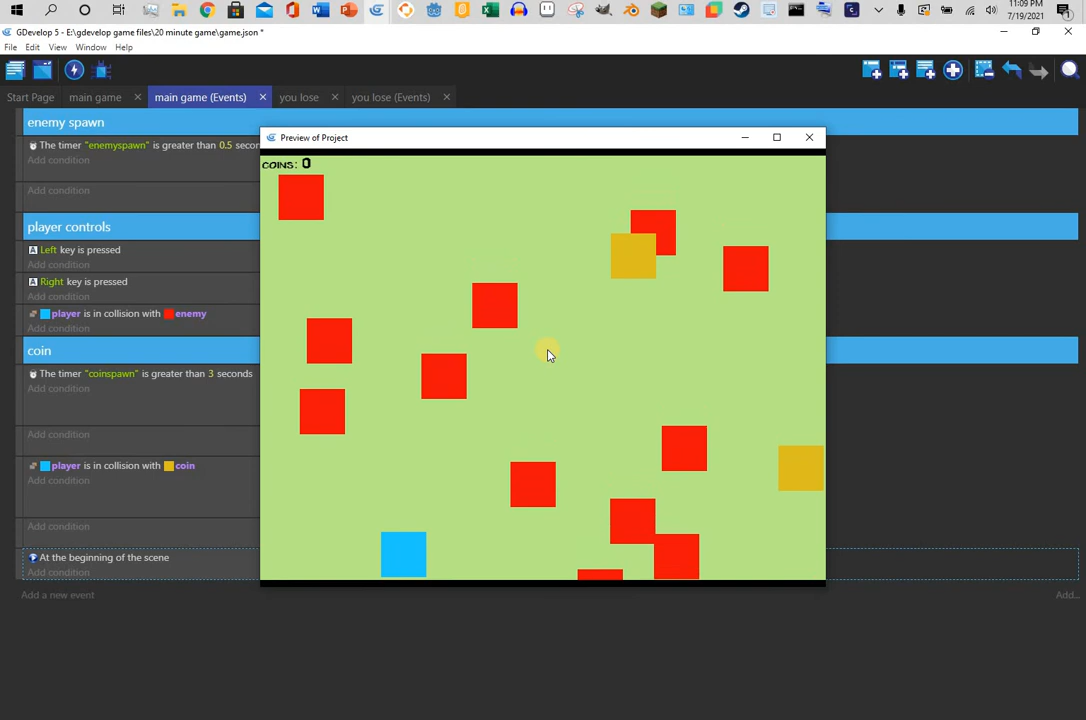 11:09 PM
7/19/2021
GDevelop 5 - E:\gdevelop game files\20 minute game\game.json *
File Edit View Window Help
Start Page main game main game (Events) you lose you lose (Events)
enemy spawn
The timer "enemyspawn" is greater than 0.5 secon
Add condition
Add condition
player controls
Left key is pressed
Add condition
Right key is pressed
Add condition
player is in collision with enemy
Add condition
coin
The timer "coinspawn" is greater than 3 seconds
Add condition
Add condition
player is in collision with coin
Add condition
Add condition
At the beginning of the scene
Add condition
Add a new event
Add...
Preview of Project
COINS: 0